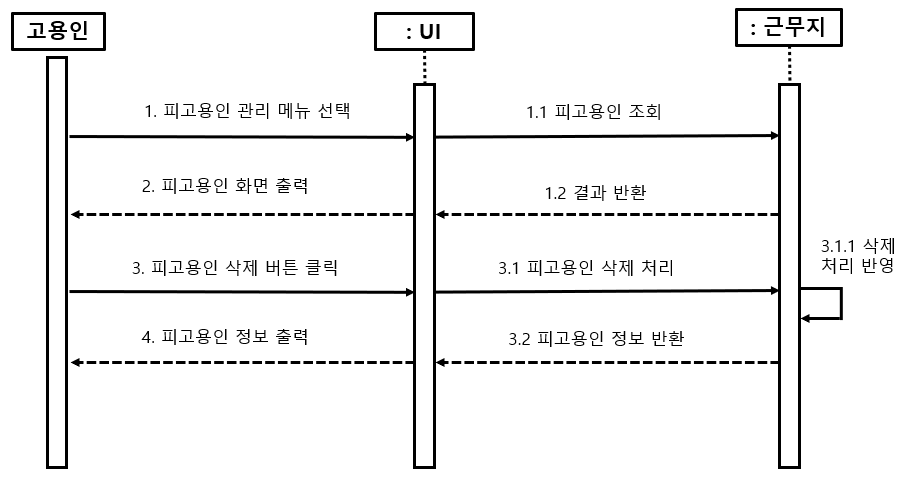 고용인
: UI
: 근무지
1. 피고용인 관리 메뉴 선택
1.1 피고용인 조회
2. 피고용인 화면 출력
1.2 결과 반환
3. 피고용인 삭제 버튼 클릭
3.1 피고용인 삭제 처리
3.1.1 삭제
처리 반영
4. 피고용인 정보 출력
3.2 피고용인 정보 반환